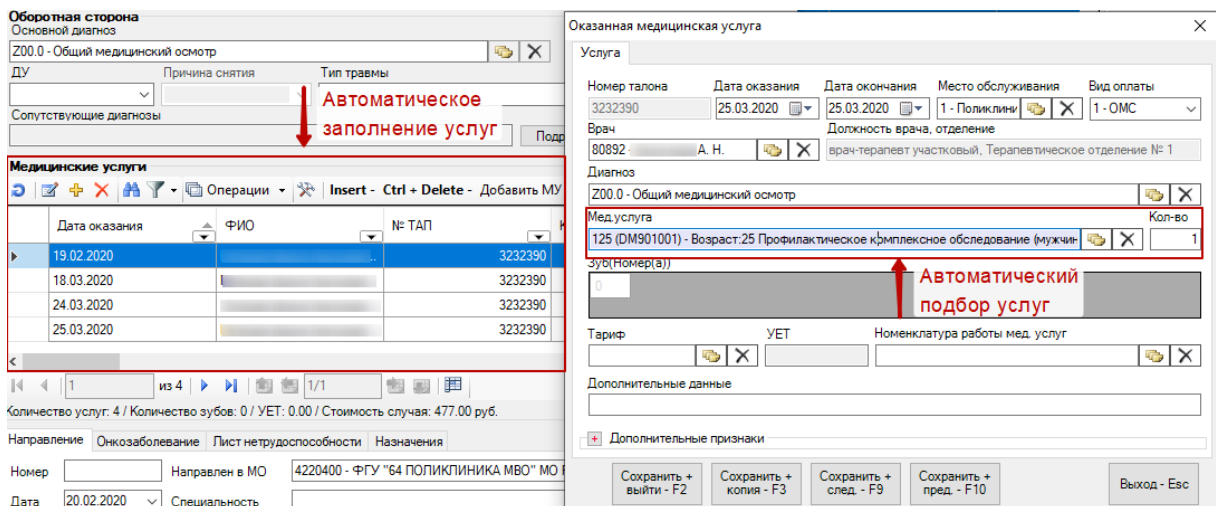 Оборотная сторона
Основной диагноз
Z00.0 - Общий медицинский осмотр
ДУ Причина снятия Тип травмы
Автоматическое
заполнение услуг
Сопутствующие диагнозы
Подр
Медицинские услуги
Операции Insert - Ctrl + Delete - Добавить МУ
Дата оказания ФИО № ТАП
19.02.2020 3232390
18.03.2020 3232390
24.03.2020 3232390
25.03.2020 3232390
1 из 4 1/1
Количество услуг: 4 / Количество зубов: 0 / УЕТ: 0.00 / Стоимость случая: 477.00 руб.
Направление Онкозаболевание Лист нетрудоспособности Назначения
Номер Направлен в МО 4220400 - ФГУ "64 ПОЛИКЛИНИКА МВО" МО
Дата 20.02.2020 Специальность
Оказанная медицинская услуга
Услуга
Номер талона Дата оказания Дата окончания Место обслуживания Вид оплаты
3232390 25.03.2020 25.03.2020 1 - Поликлини 1 - ОМС
Врач Должность врача, отделение
80892 - А. Н. врач-терапевт участковый, Терапевтическое отделение № 1
Диагноз
Z00.0 - Общий медицинский осмотр
Мед.услуга Кол-во
125 (DM901001) - Возраст:25 Профилактическое комплексное обследование (мужчин 1
Зуб(Номер(а))
0
Автоматический
подбор услуг
Тариф УЕТ Номенклатура работы мед. услуг
Дополнительные данные
+ Дополнительные признаки
Сохранить + Сохранить + Сохранить + Сохранить +
выйти - F2 копия - F3 след. - F9 пред. - F10 Выход - Esc